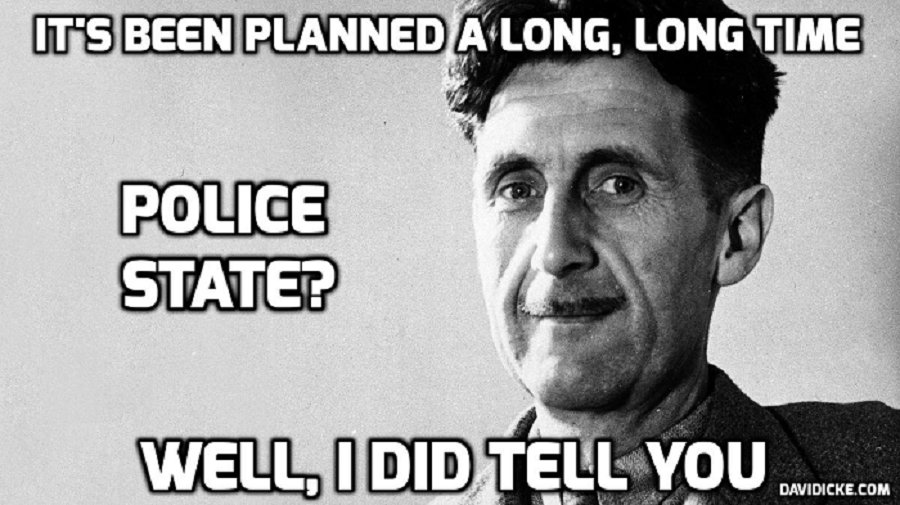 IT'S BEEN PLANNED A LONG, LONG TIME
POLICE
STATE?
WELL, I DID TELL YOU
DAVIDICKE.COM